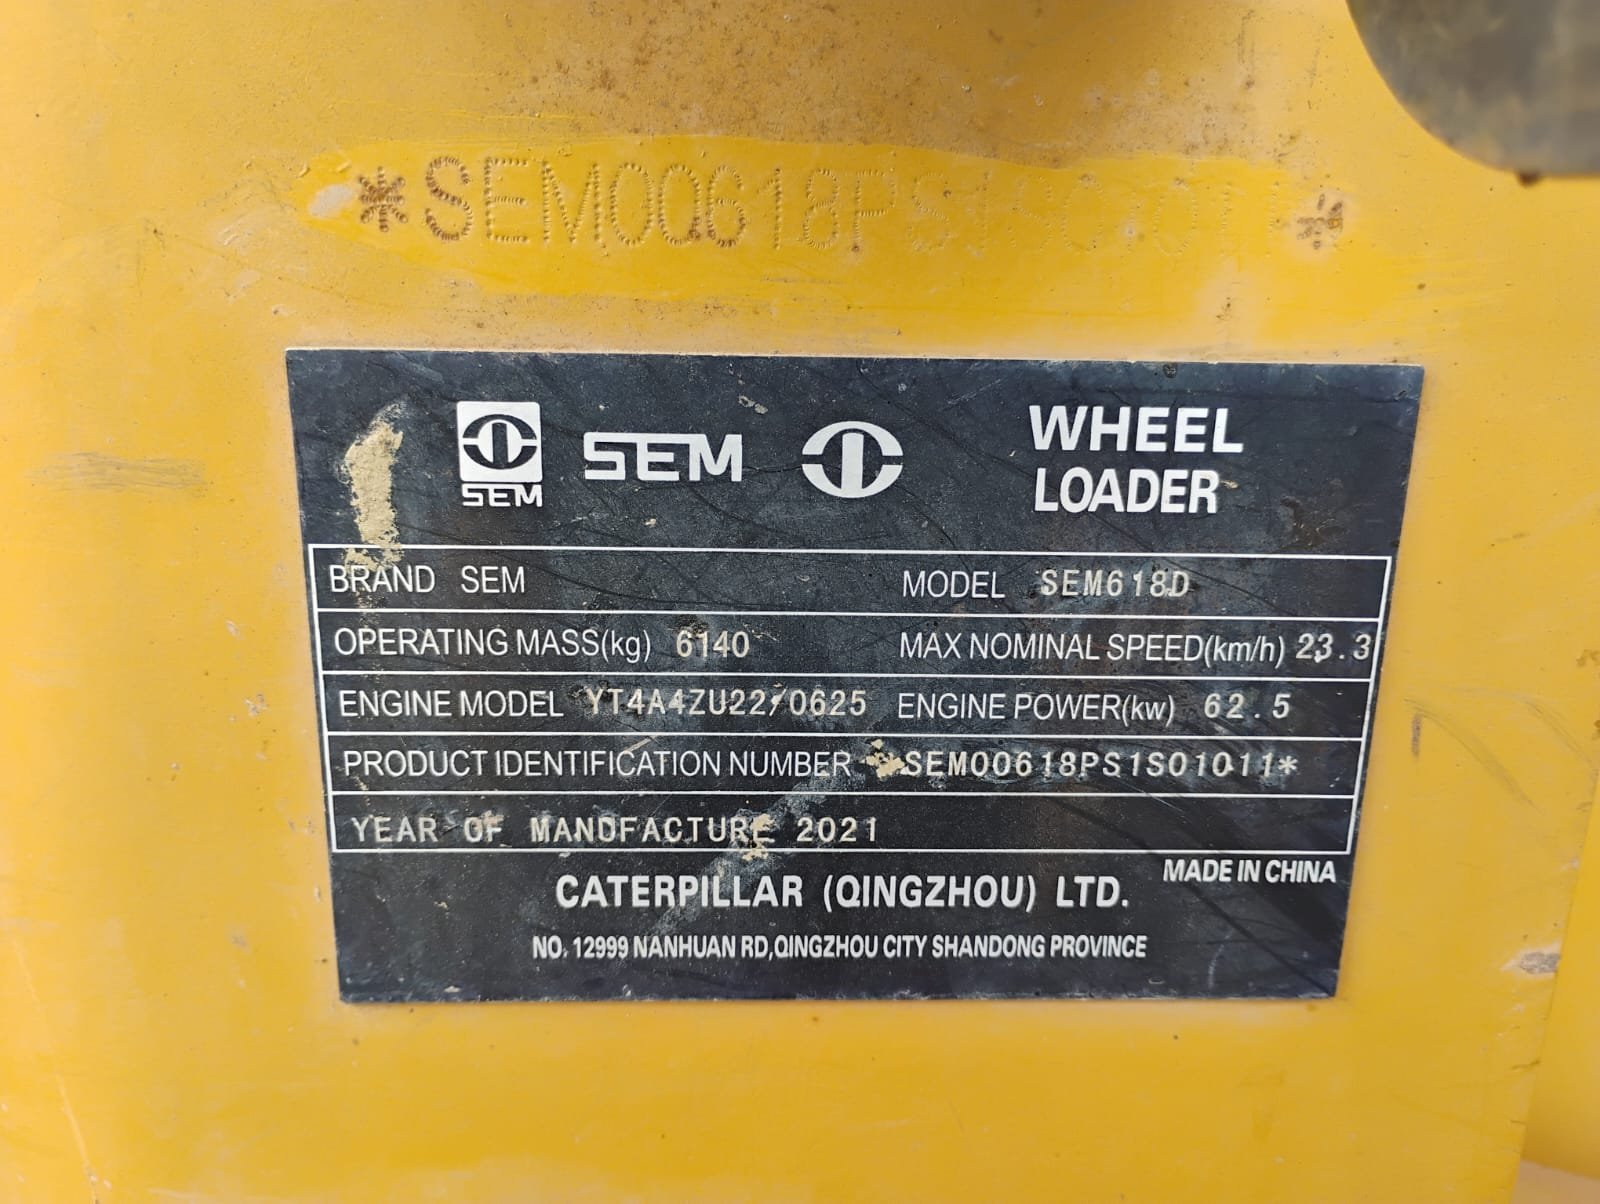 *SEM00618PS1S01011*
SEM
SEM
WHEEL
LOADER
BRAND SEM
MODEL SEM618D
OPERATING MASS(kg) 6140
MAX NOMINAL SPEED(km/h) 23.3
ENGINE MODEL YT4A4ZU22/0625
ENGINE POWER(kw) 62.5
PRODUCT IDENTIFICATION NUMBER *SEM00618PS1S01011*
YEAR OF MANUFACTURE 2021
MADE IN CHINA
CATERPILLAR (QINGZHOU) LTD.
NO. 12999 NANHUAN RD,QINGZHOU CITY SHANDONG PROVINCE